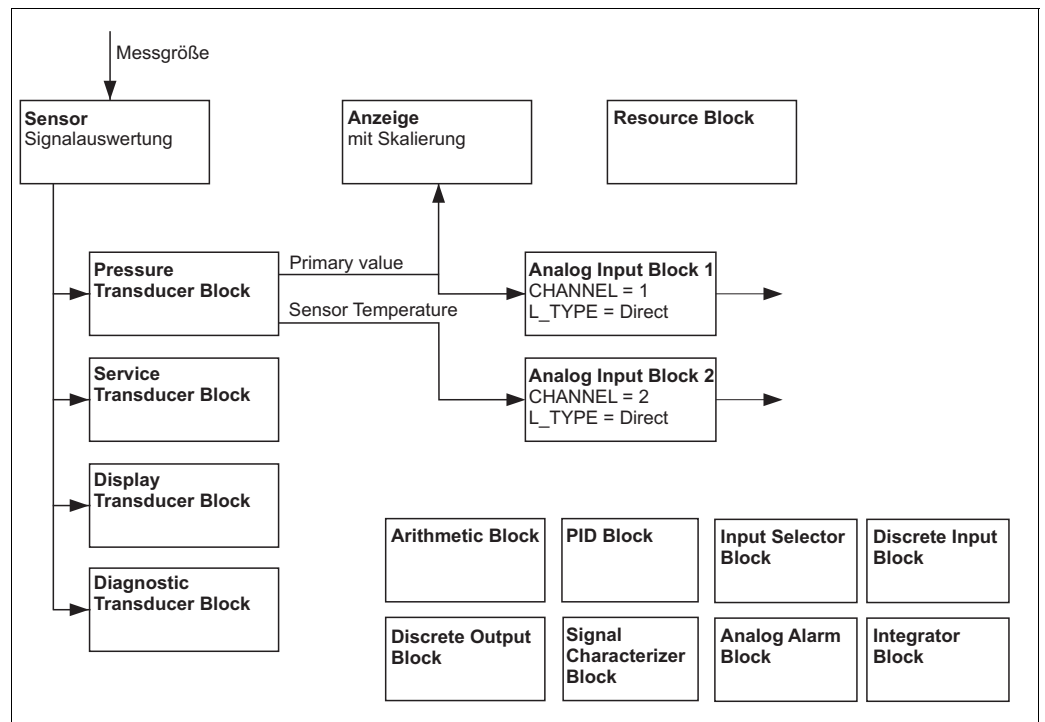 Messgröße
Sensor
Signalauswertung
Anzeige
mit Skalierung
Resource Block
Pressure
Transducer Block
Primary value
Sensor Temperature
Analog Input Block 1
CHANNEL = 1
L_TYPE = Direct
Service
Transducer Block
Analog Input Block 2
CHANNEL = 2
L_TYPE = Direct
Display
Transducer Block
Diagnostic
Transducer Block
Arithmetic Block
PID Block
Input Selector
Block
Discrete Input
Block
Discrete Output
Block
Signal
Characterizer
Block
Analog Alarm
Block
Integrator
Block